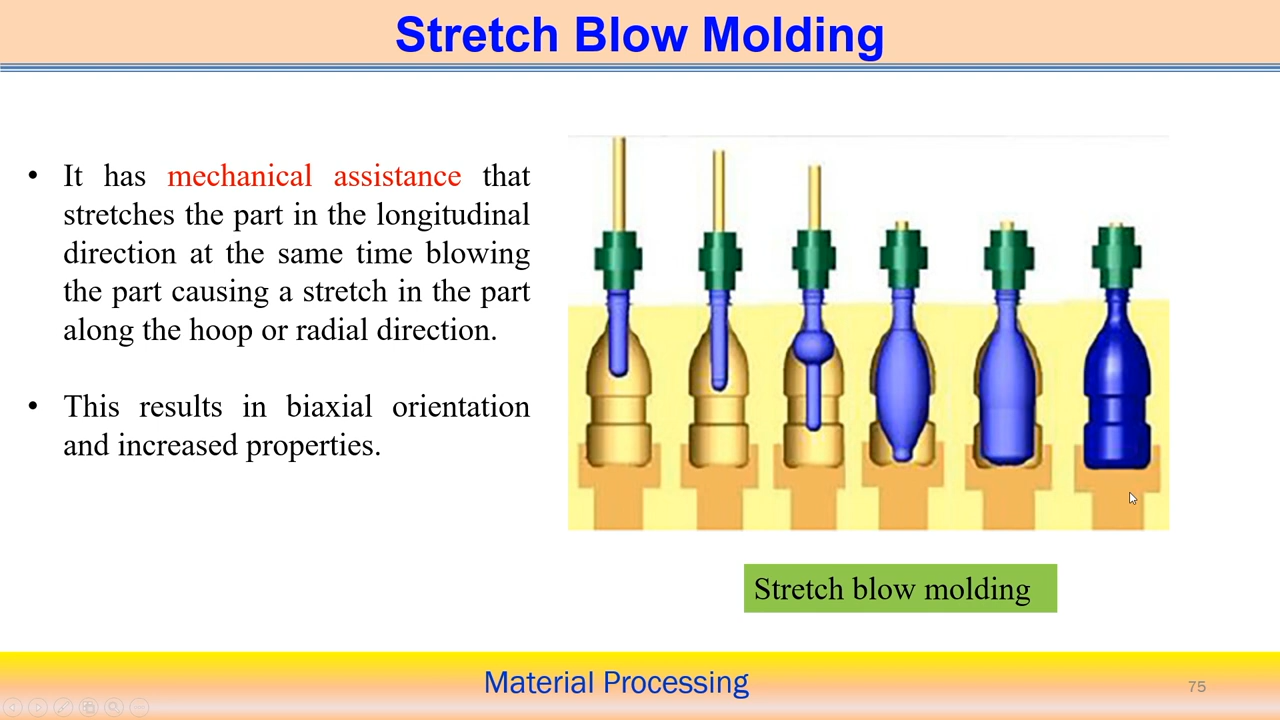 Stretch Blow Molding
• It has mechanical assistance that
stretches the part in the longitudinal
direction at the same time blowing
the part causing a stretch in the part
along the hoop or radial direction.
• This results in biaxial orientation
and increased properties.
Stretch blow molding
Material Processing
75